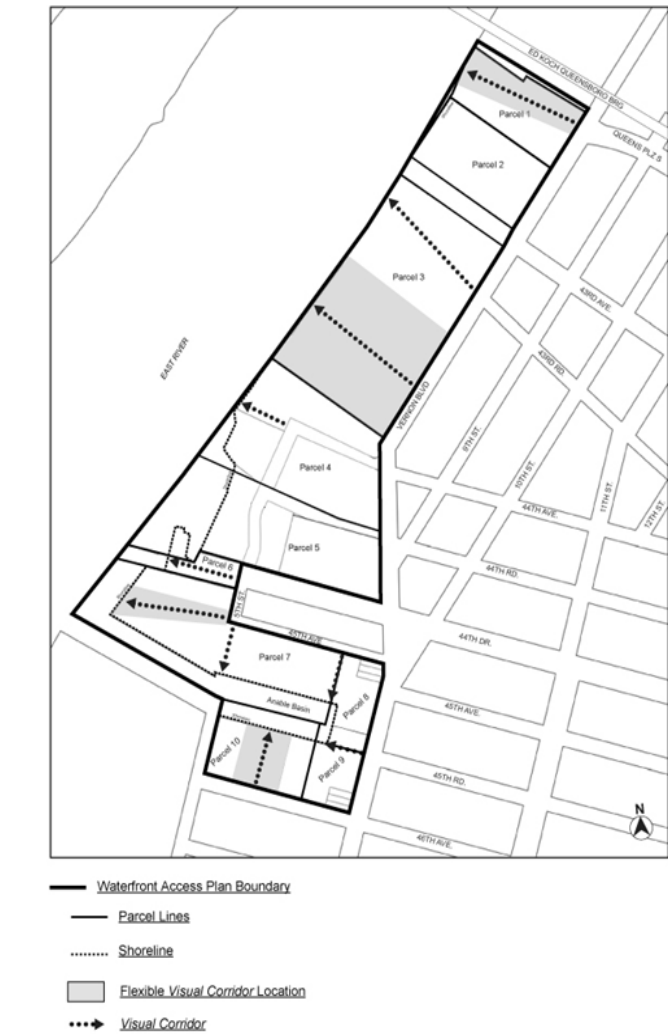 ED KOCH QUEENSBORO BRG
QUEENS PLZ S
Parcel 1
Parcel 2
Parcel 3
43RD AVE.
43RD RD.
EAST RIVER
VERNON BLVD
9TH ST.
10TH ST.
11TH ST.
12TH ST.
Parcel 4
44TH AVE.
Parcel 5
Parcel 6
44TH RD.
5TH ST.
45TH AVE.
44TH DR.
Parcel 7
Anable Basin
Parcel 8
45TH AVE.
Parcel 10
Parcel 9
45TH RD.
46TH AVE.
N
Waterfront Access Plan Boundary
Parcel Lines
Shoreline
Flexible Visual Corridor Location
Visual Corridor